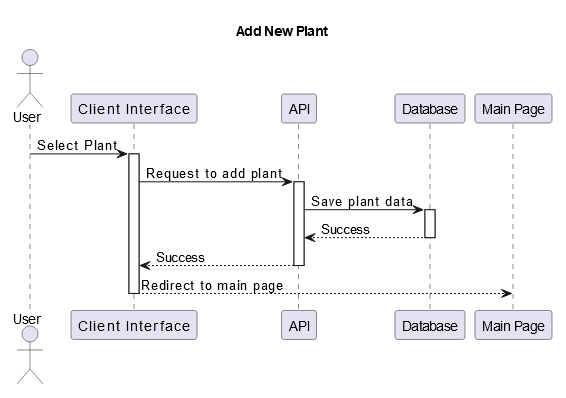 Add New Plant
User
Client Interface
API
Database
Main Page
Select Plant
Request to add plant
Save plant data
Success
Success
Redirect to main page
User
Client Interface
API
Database
Main Page